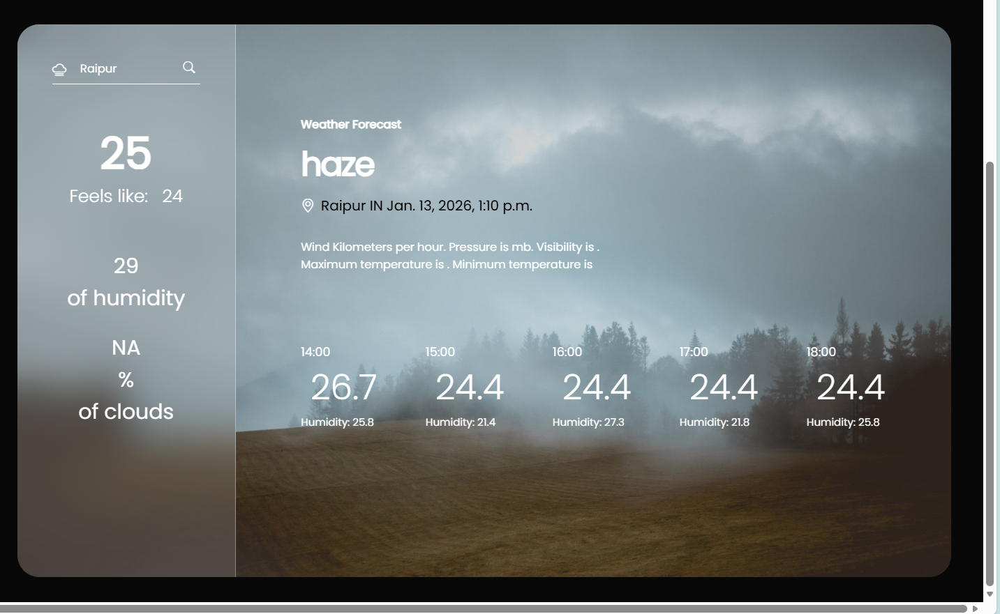 Raipur
25
Feels like: 24
29
of humidity
NA
%
of clouds
Weather Forecast
haze
Raipur IN Jan. 13, 2026, 1:10 p.m.
Wind Kilometers per hour. Pressure is mb. Visibility is .
Maximum temperature is . Minimum temperature is
14:00 15:00 16:00 17:00 18:00
26.7 24.4 24.4 24.4 24.4
Humidity: 25.8 Humidity: 21.4 Humidity: 27.3 Humidity: 21.8 Humidity: 25.8